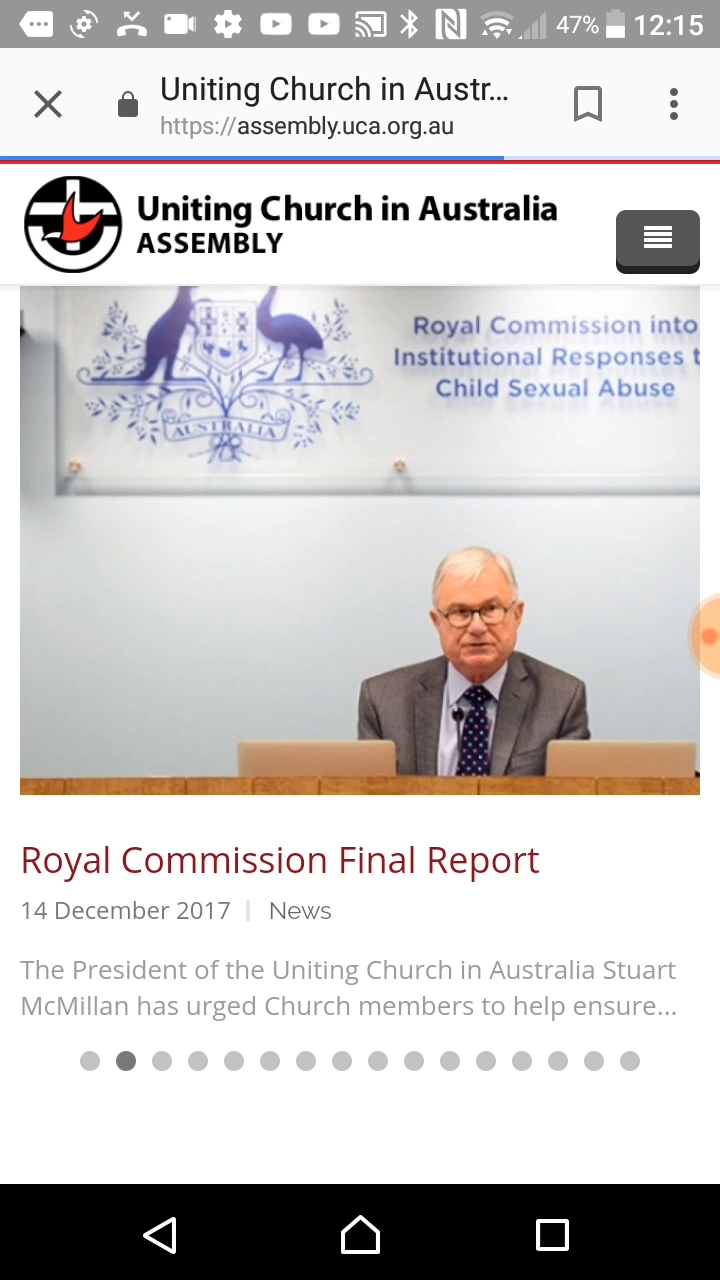 47% 12:15
Uniting Church in Austr...
https://assembly.uca.org.au
Uniting Church in Australia
ASSEMBLY
Royal Commission into
Institutional Responses t
Child Sexual Abuse
AUSTRALIA
Royal Commission Final Report
14 December 2017 | News
The President of the Uniting Church in Australia Stuart
McMillan has urged Church members to help ensure...